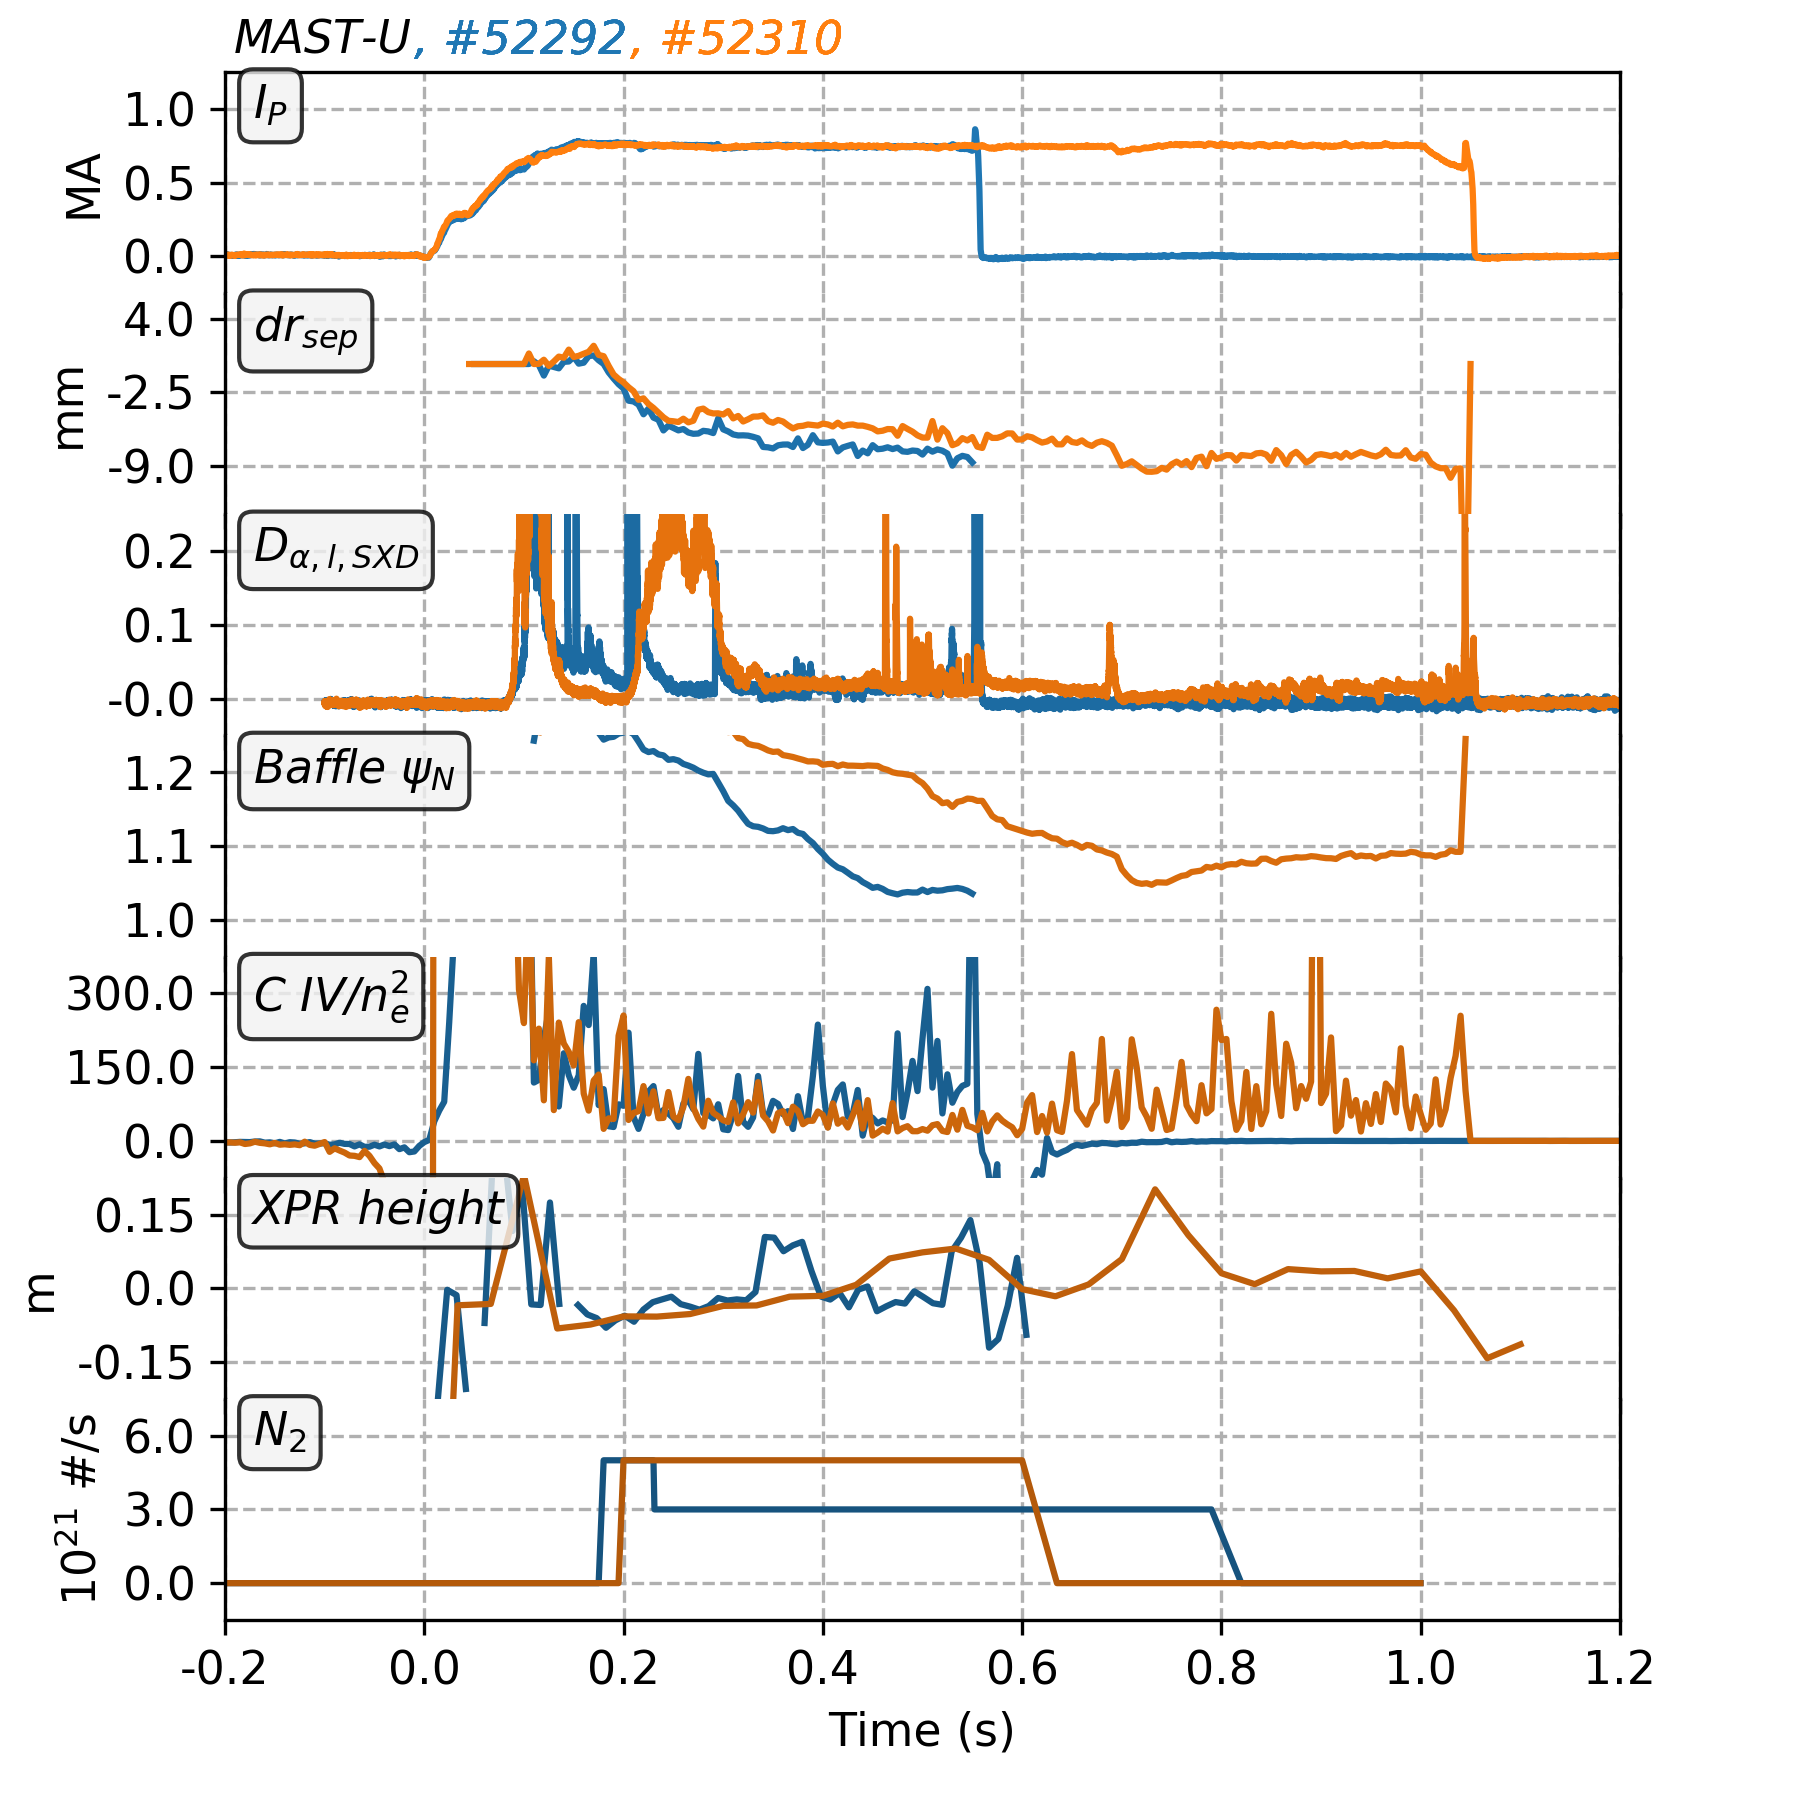 MAST-U, #52292, #52310
I_P
1.0
0.5
0.0
MA
dr_sep
4.0
-2.5
-9.0
mm
D_α, l, SXD
0.2
0.1
-0.0
Baffle ψ_N
1.2
1.1
1.0
C IV/n_e^2
300.0
150.0
0.0
XPR height
0.15
0.0
-0.15
m
N_2
6.0
3.0
0.0
10^21 #/s
-0.2 0.0 0.2 0.4 0.6 0.8 1.0 1.2
Time (s)